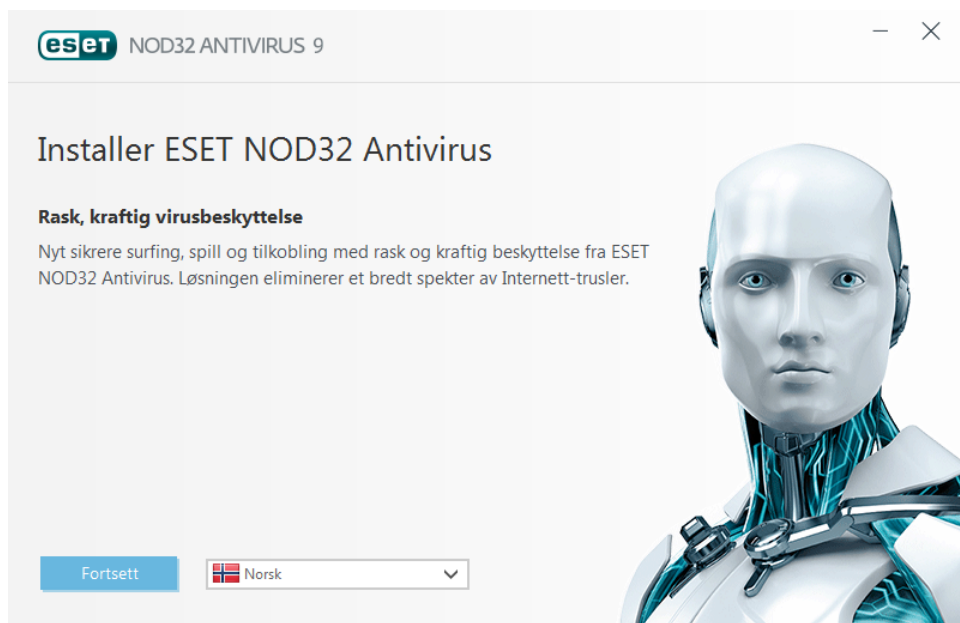 eset NOD32 ANTIVIRUS 9
Installer ESET NOD32 Antivirus
Rask, kraftig virusbeskyttelse
Nyt sikrere surfing, spill og tilkobling med rask og kraftig beskyttelse fra ESET
NOD32 Antivirus. Løsningen eliminerer et bredt spekter av Internett-trusler.
Fortsett
Norsk